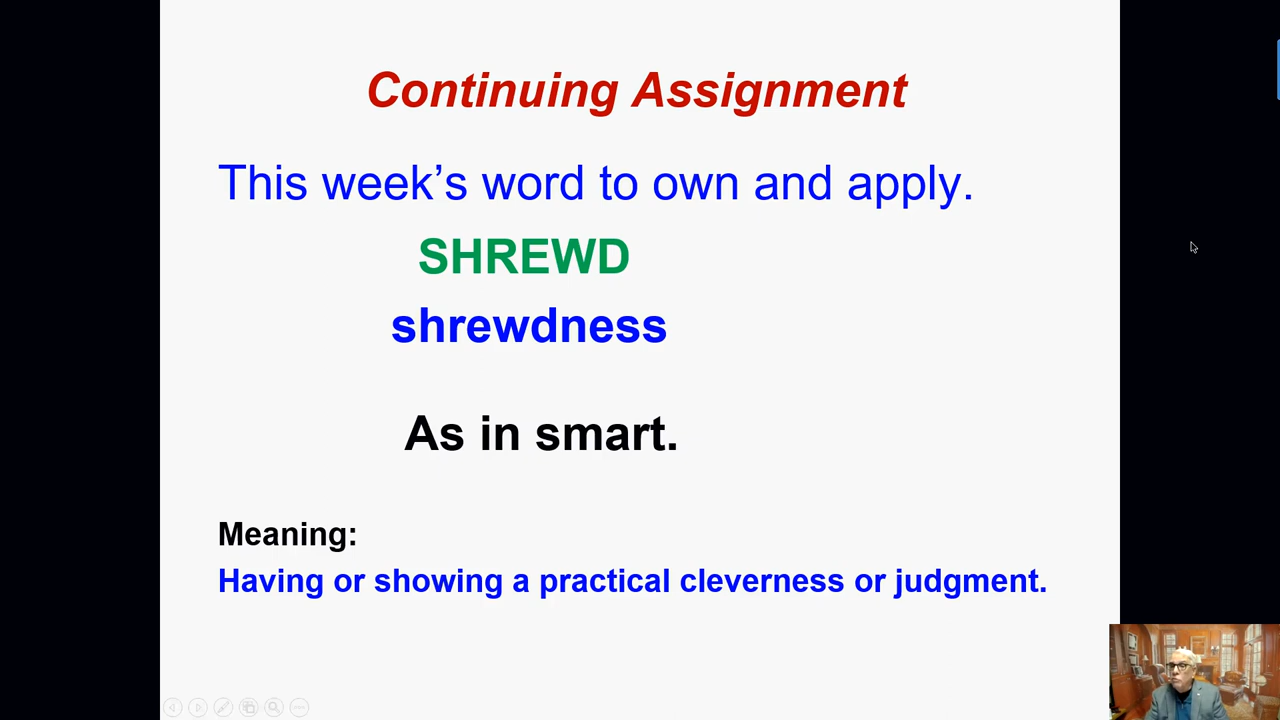 Continuing Assignment
This week’s word to own and apply.
SHREWD
shrewdness
As in smart.
Meaning:
Having or showing a practical cleverness or judgment.